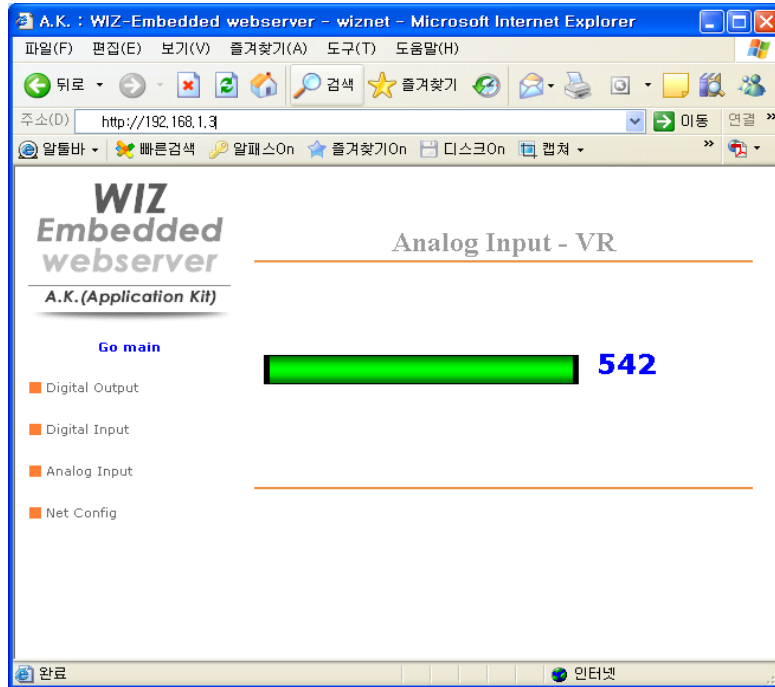 A.K. : WIZ-Embedded webserver - wiznet - Microsoft Internet Explorer
파일(F) 편집(E) 보기(V) 즐겨찾기(A) 도구(T) 도움말(H)
뒤로 검색 즐겨찾기
주소(D) http://192.168.1.3 이동 연결 »
알툴바 빠른검색 알패스On 즐겨찾기On 디스크On 캡쳐 »
WIZ
Embedded
webserver
A.K.(Application Kit)
Go main
Digital Output
Digital Input
Analog Input
Net Config
Analog Input - VR
542
완료 인터넷